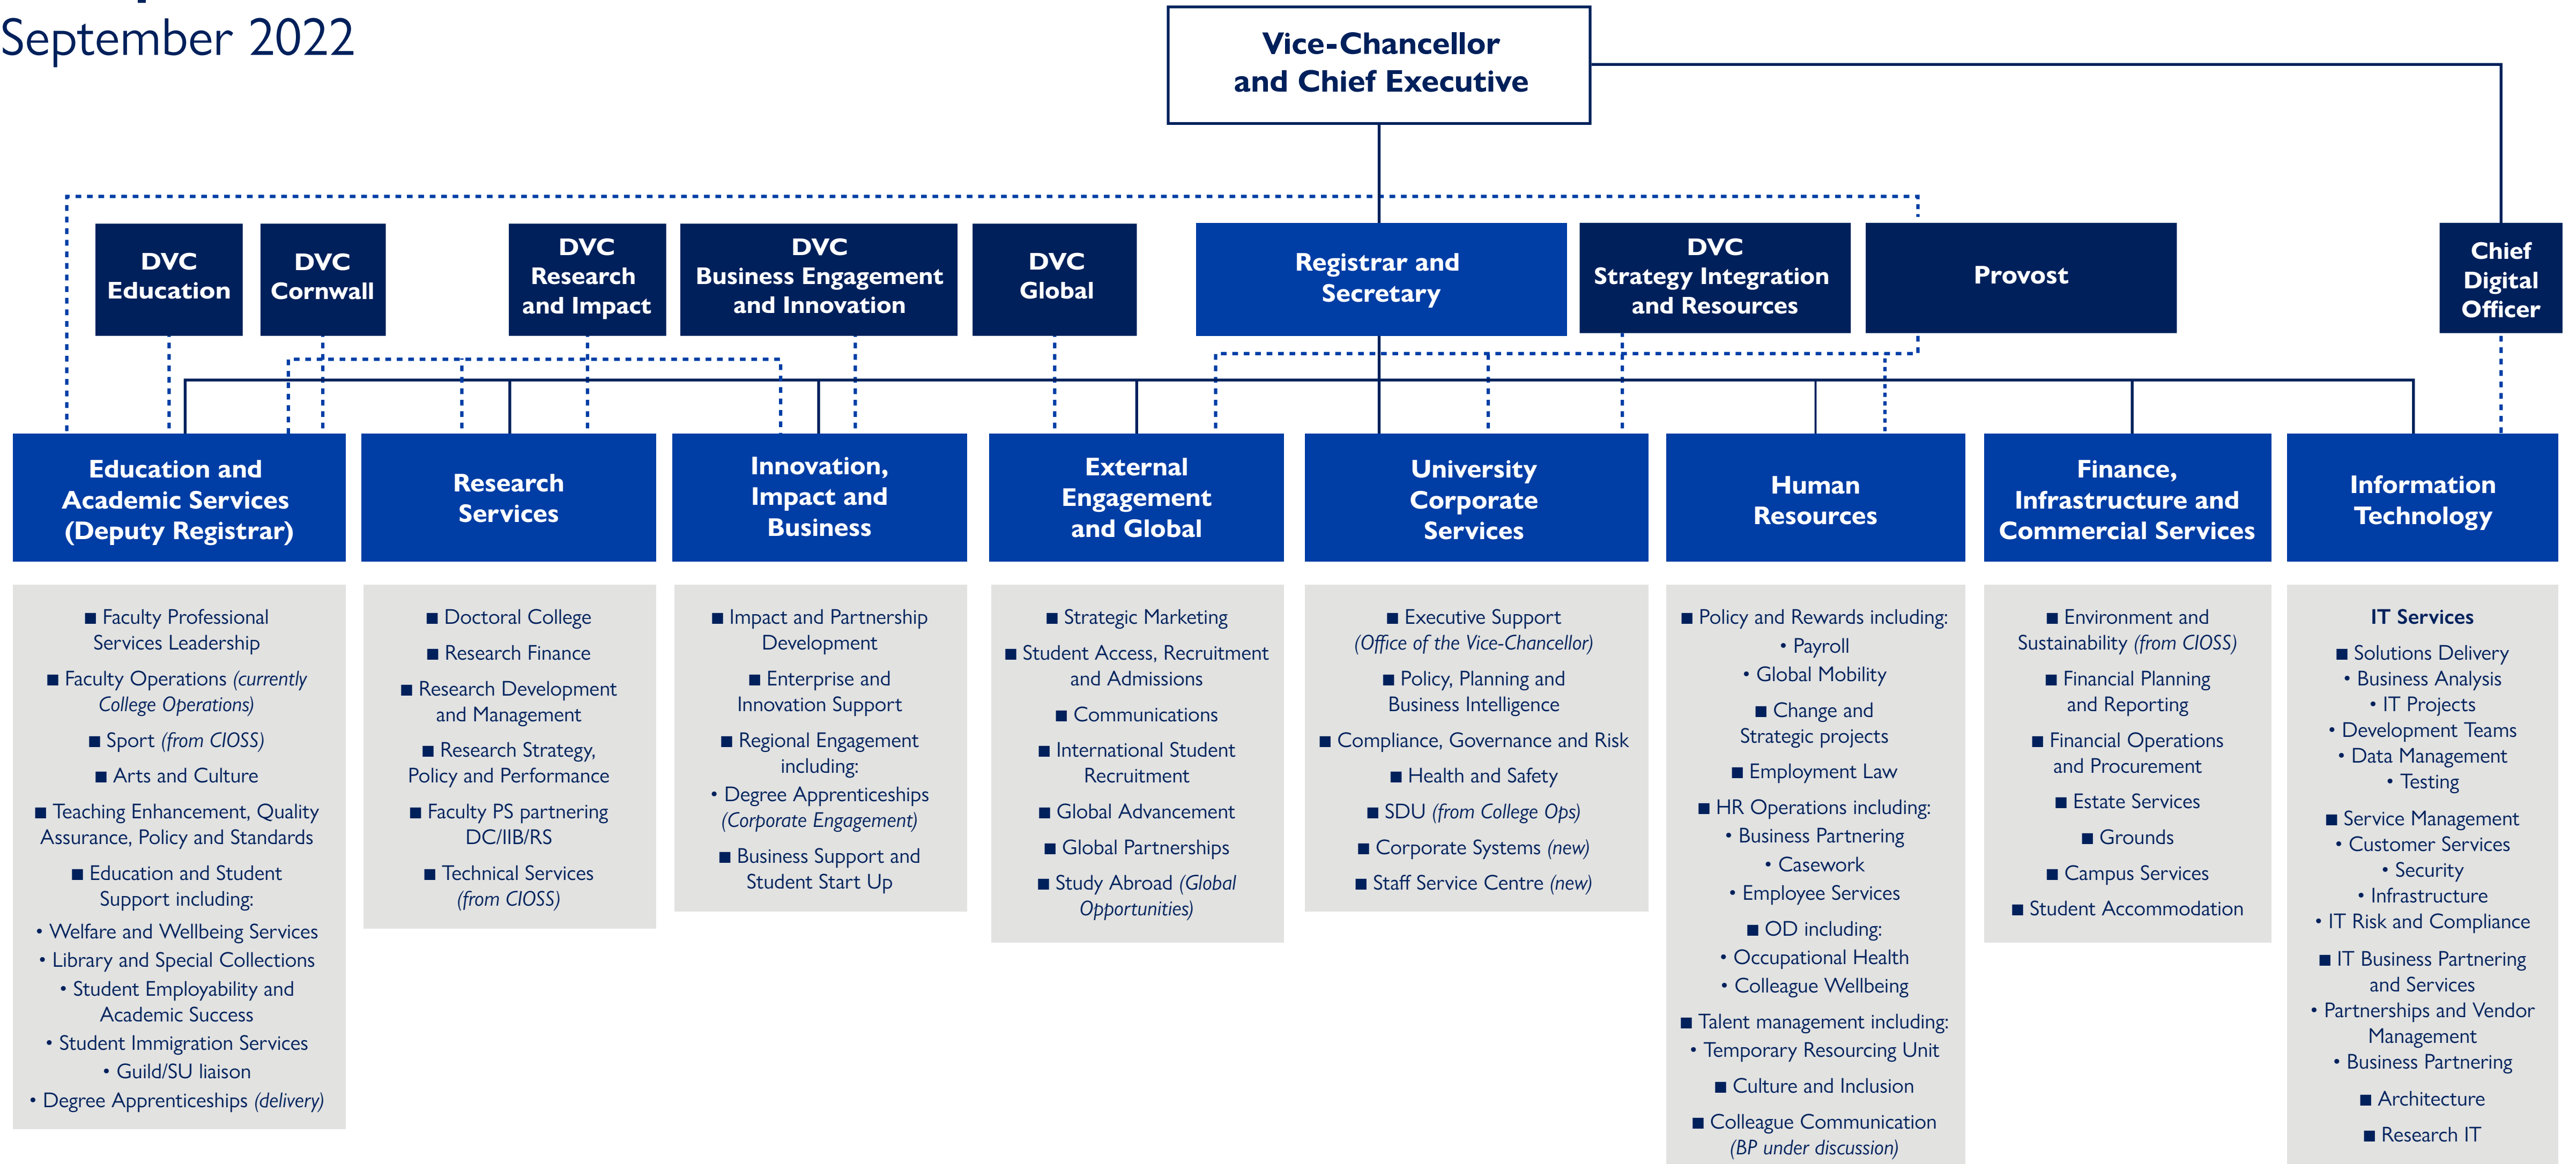 September 2022
Vice-Chancellor
and Chief Executive
DVC
Education
DVC
Cornwall
DVC
Research
and Impact
DVC
Business Engagement
and Innovation
DVC
Global
Registrar and
Secretary
DVC
Strategy Integration
and Resources
Provost
Chief
Digital
Officer
Education and
Academic Services
(Deputy Registrar)
Research
Services
Innovation,
Impact and
Business
External
Engagement
and Global
University
Corporate
Services
Human
Resources
Finance,
Infrastructure and
Commercial Services
Information
Technology
■ Faculty Professional
Services Leadership
■ Faculty Operations (currently
College Operations)
■ Sport (from CIOSS)
■ Arts and Culture
■ Teaching Enhancement, Quality
Assurance, Policy and Standards
■ Education and Student
Support including:
• Welfare and Wellbeing Services
• Library and Special Collections
• Student Employability and
Academic Success
• Student Immigration Services
• Guild/SU liaison
• Degree Apprenticeships (delivery)
■ Doctoral College
■ Research Finance
■ Research Development
and Management
■ Research Strategy,
Policy and Performance
■ Faculty PS partnering
DC/IIB/RS
■ Technical Services
(from CIOSS)
■ Impact and Partnership
Development
■ Enterprise and
Innovation Support
■ Regional Engagement
including:
• Degree Apprenticeships
(Corporate Engagement)
■ Business Support and
Student Start Up
■ Strategic Marketing
■ Student Access, Recruitment
and Admissions
■ Communications
■ International Student
Recruitment
■ Global Advancement
■ Global Partnerships
■ Study Abroad (Global
Opportunities)
■ Executive Support
(Office of the Vice-Chancellor)
■ Policy, Planning and
Business Intelligence
■ Compliance, Governance and Risk
■ Health and Safety
■ SDU (from College Ops)
■ Corporate Systems (new)
■ Staff Service Centre (new)
■ Policy and Rewards including:
• Payroll
• Global Mobility
■ Change and
Strategic projects
■ Employment Law
■ HR Operations including:
• Business Partnering
• Casework
• Employee Services
■ OD including:
• Occupational Health
• Colleague Wellbeing
■ Talent management including:
• Temporary Resourcing Unit
■ Culture and Inclusion
■ Colleague Communication
(BP under discussion)
■ Environment and
Sustainability (from CIOSS)
■ Financial Planning
and Reporting
■ Financial Operations
and Procurement
■ Estate Services
■ Grounds
■ Campus Services
■ Student Accommodation
IT Services
■ Solutions Delivery
• Business Analysis
• IT Projects
• Development Teams
• Data Management
• Testing
■ Service Management
• Customer Services
• Security
• Infrastructure
• IT Risk and Compliance
■ IT Business Partnering
and Services
• Partnerships and Vendor
Management
• Business Partnering
■ Architecture
■ Research IT